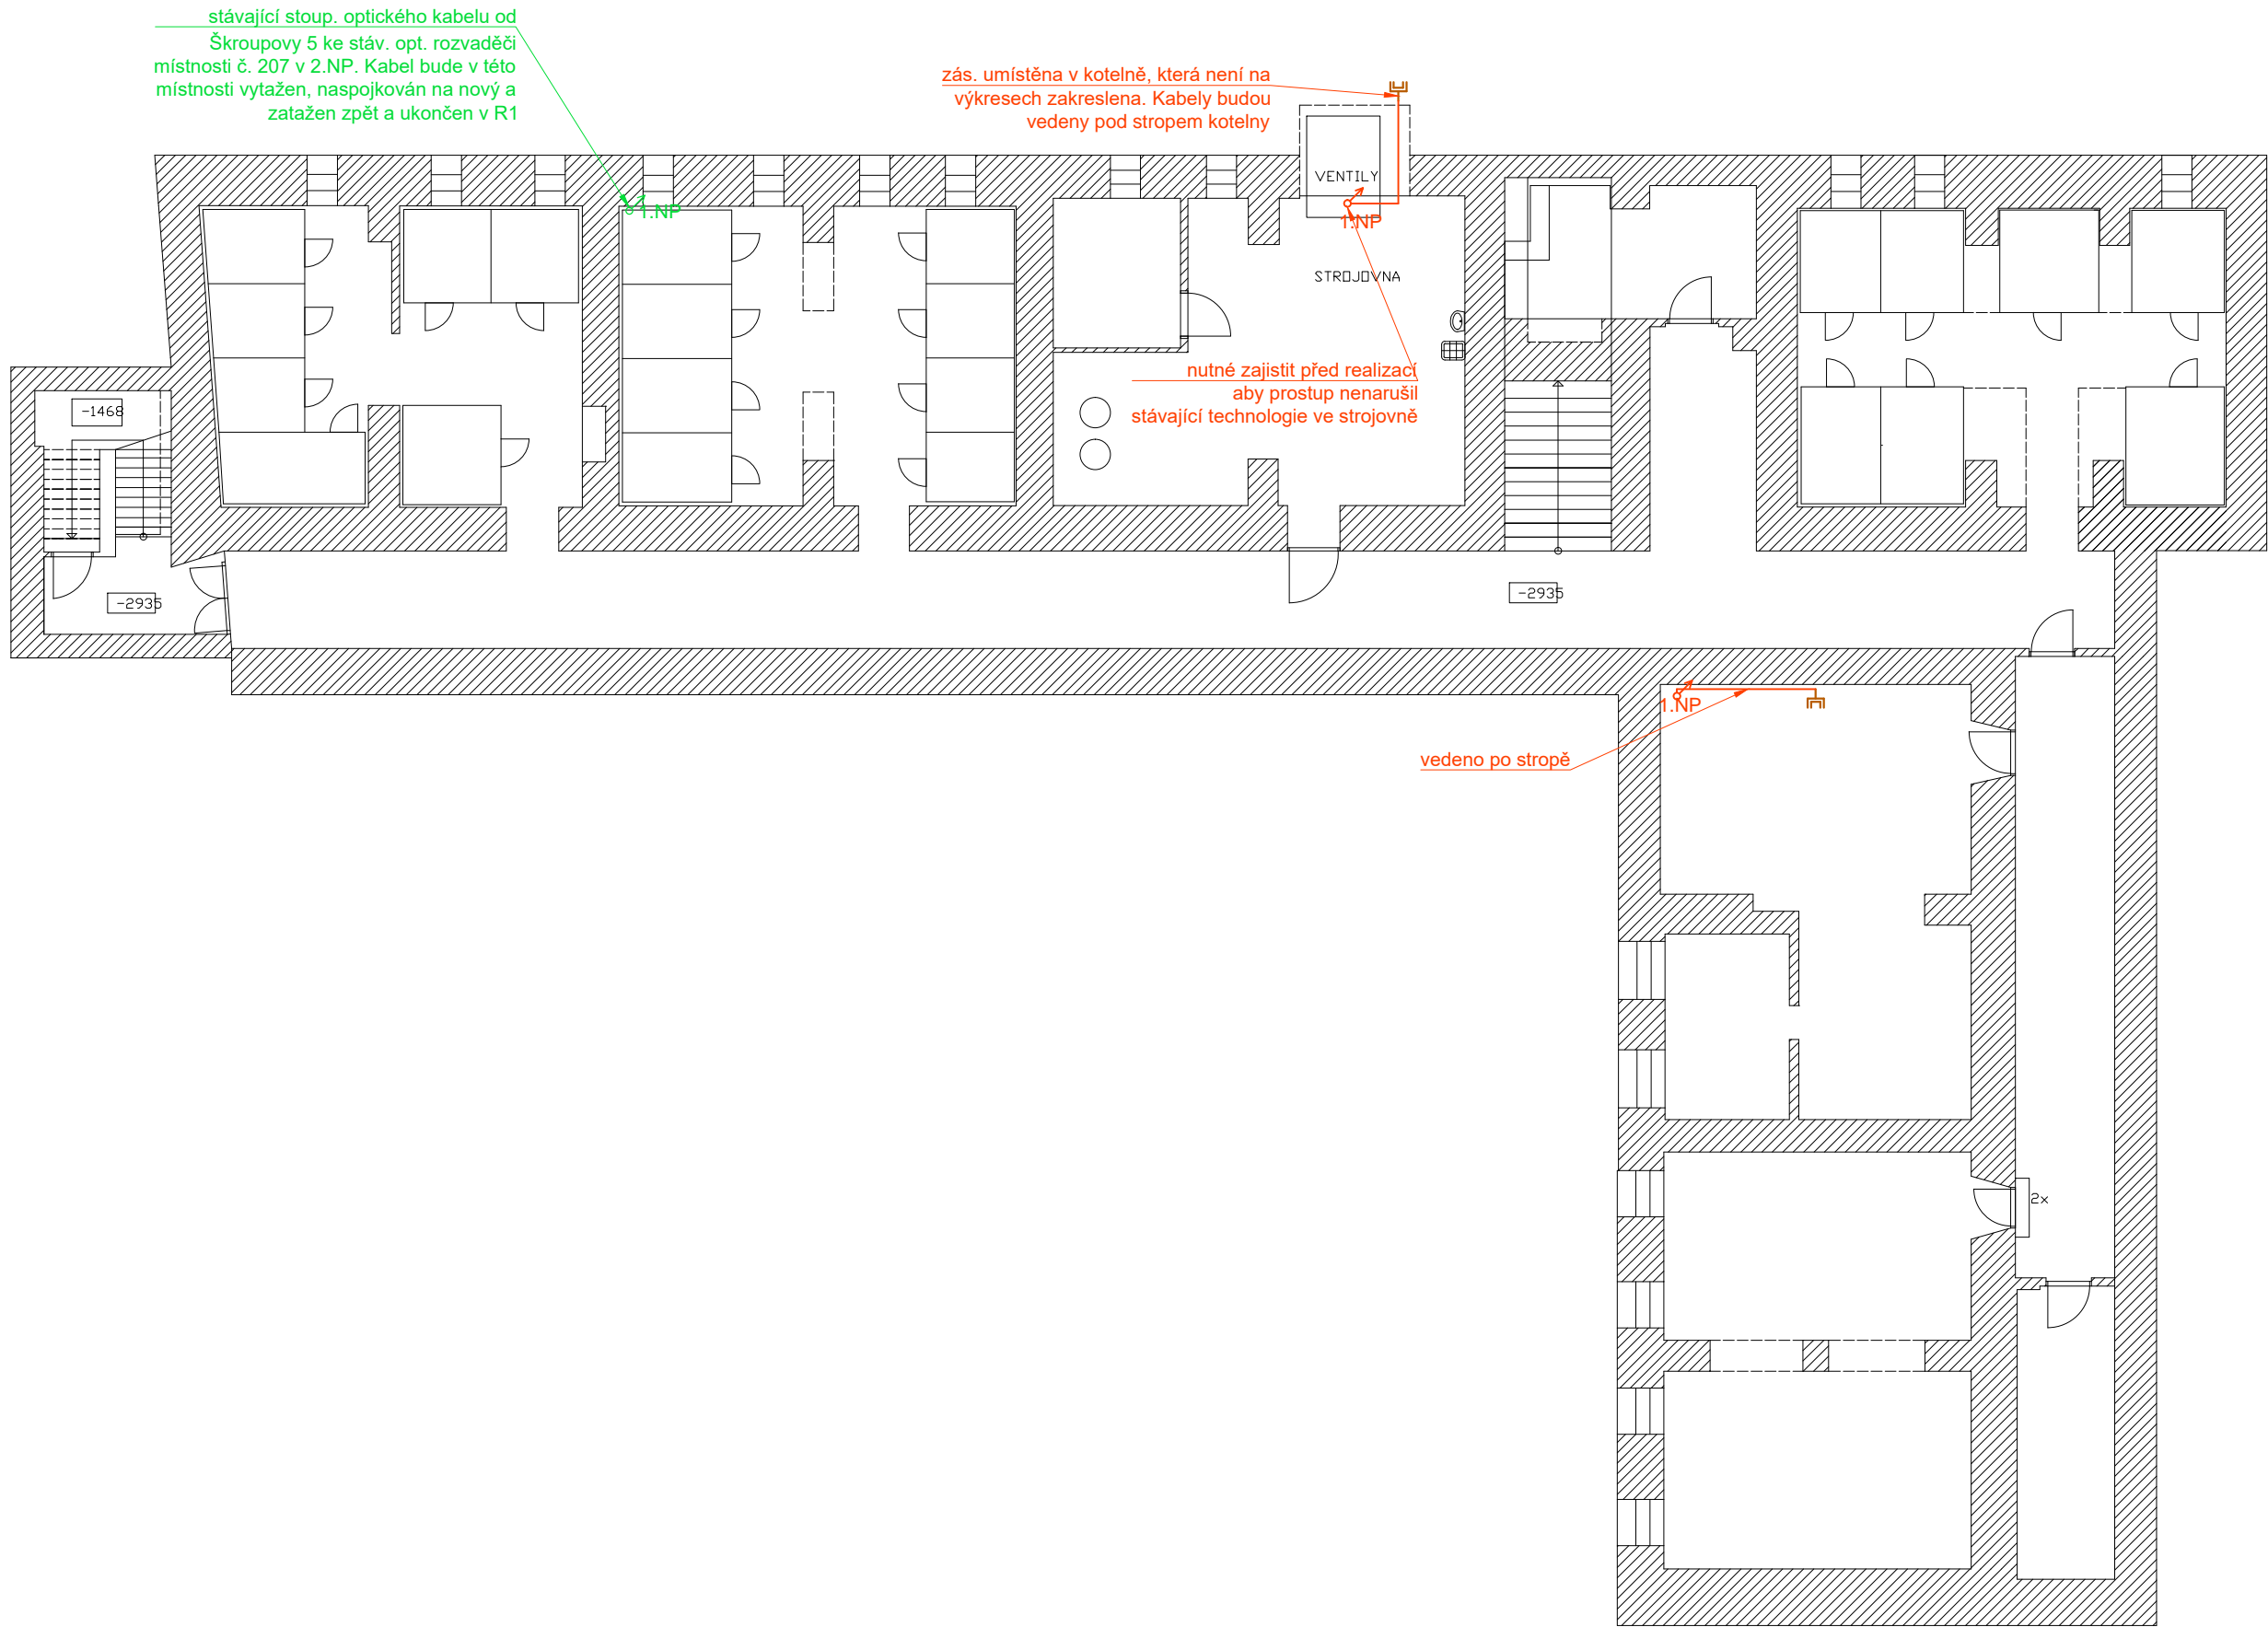 stávající stoup. optického kabelu od
Škroupovy 5 ke stáv. opt. rozvaděči
místnosti č. 207 v 2.NP. Kabel bude v této
místnosti vytažen, naspojkován na nový a
zatažen zpět a ukončen v R1
zás. umístěna v kotelně, která není na
výkresech zakreslena. Kabely budou
vedeny pod stropem kotelny
VENTILY
1.NP
1.NP
STROJOVNA
nutné zajistit před realizací
aby prostup nenarušil
stávající technologie ve strojovně
-1468
-2935
-2935
1.NP
vedeno po stropě
2x